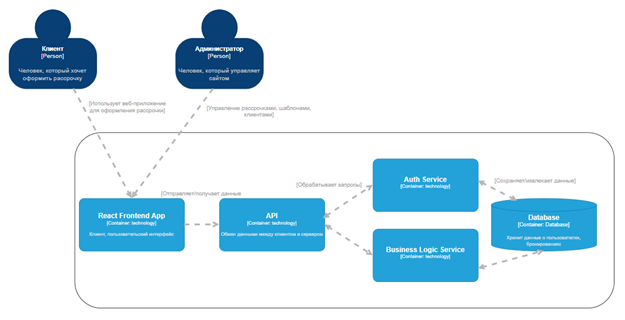 Клиент
[Person]
Человек, который хочет
оформить рассрочку
Администратор
[Person]
Человек, который управляет
сайтом
[Использует веб-приложение
для оформления рассрочки]
[Управление рассрочками, шаблонами,
клиентами]
React Frontend App
[Container: technology]
Клиент, пользовательский интерфейс
[Отправляет/получает данные
API
[Container: technology]
Обмен данными между клиентом и сервером
[Обрабатывает запросы]
Auth Service
[Container: technology]
Business Logic Service
[Container: technology]
[Сохраняет/извлекает данные]
Database
[Container: Database]
Хранит данные о пользователях,
бронированиях